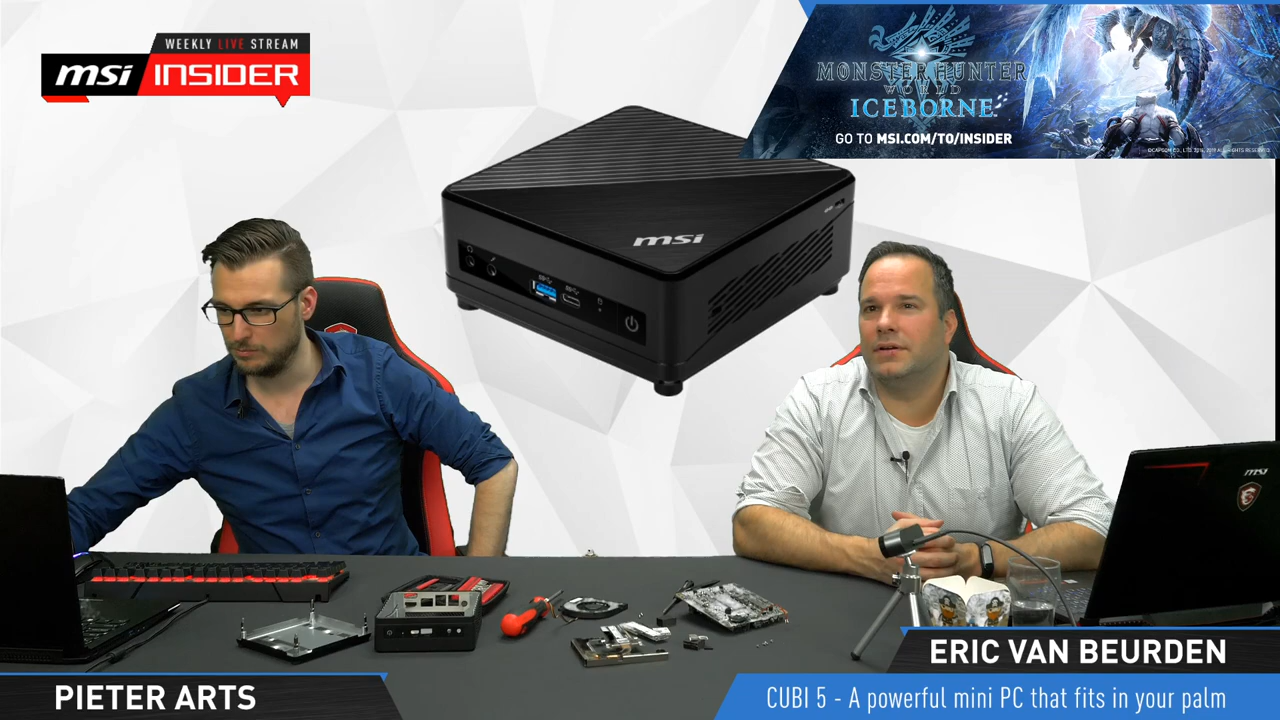 WEEKLY LIVE STREAM
msi INSIDER
MONSTER HUNTER
WORLD
ICEBORNE
GO TO MSI.COM/TO/INSIDER
msi
msi
ERIC VAN BEURDEN
PIETER ARTS
CUBI 5 - A powerful mini PC that fits in your palm